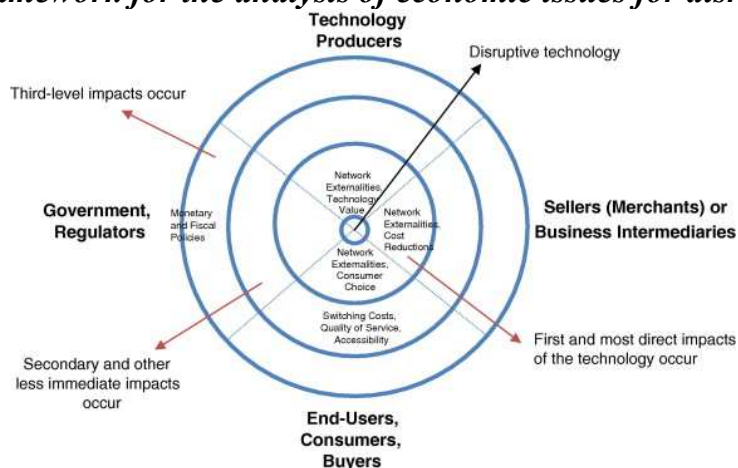 framework for the analysis of economic issues for
Technology
Producers
Disruptive technology
Third-level impacts occur
Network
Externalities,
Technology
Value
Government,
Regulators
Monetary
and Fiscal
Policies
Network
Externalities,
Cost
Reductions
Sellers (Merchants) or
Business Intermediaries
Network
Externalities,
Consumer
Choice
Switching Costs,
Quality of Service,
Accessibility
First and most direct impacts
of the technology occur
Secondary and other
less immediate impacts
occur
End-Users,
Consumers,
Buyers